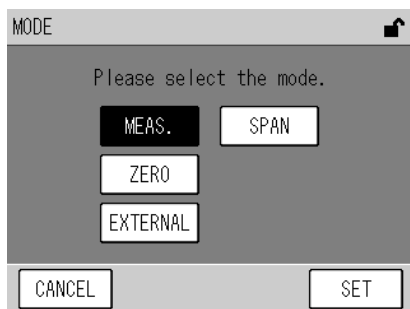 MODE
Please select the mode.
MEAS. SPAN
ZERO
EXTERNAL
CANCEL SET